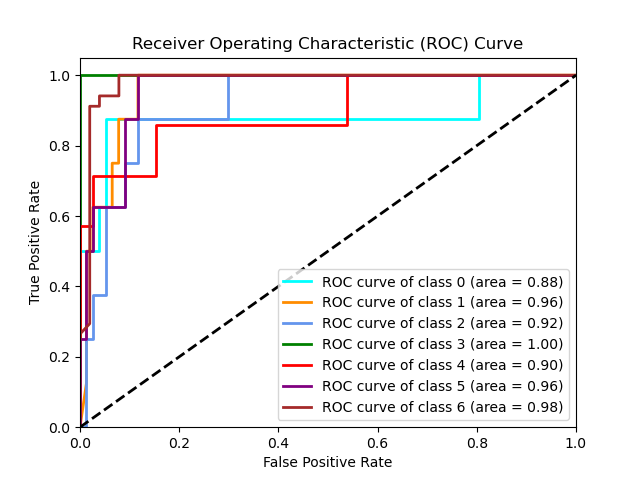 Receiver Operating Characteristic (ROC) Curve
1.0
0.8
0.6
0.4
0.2
0.0
True Positive Rate
ROC curve of class 0 (area = 0.88)
ROC curve of class 1 (area = 0.96)
ROC curve of class 2 (area = 0.92)
ROC curve of class 3 (area = 1.00)
ROC curve of class 4 (area = 0.90)
ROC curve of class 5 (area = 0.96)
ROC curve of class 6 (area = 0.98)
0.0 0.2 0.4 0.6 0.8 1.0
False Positive Rate